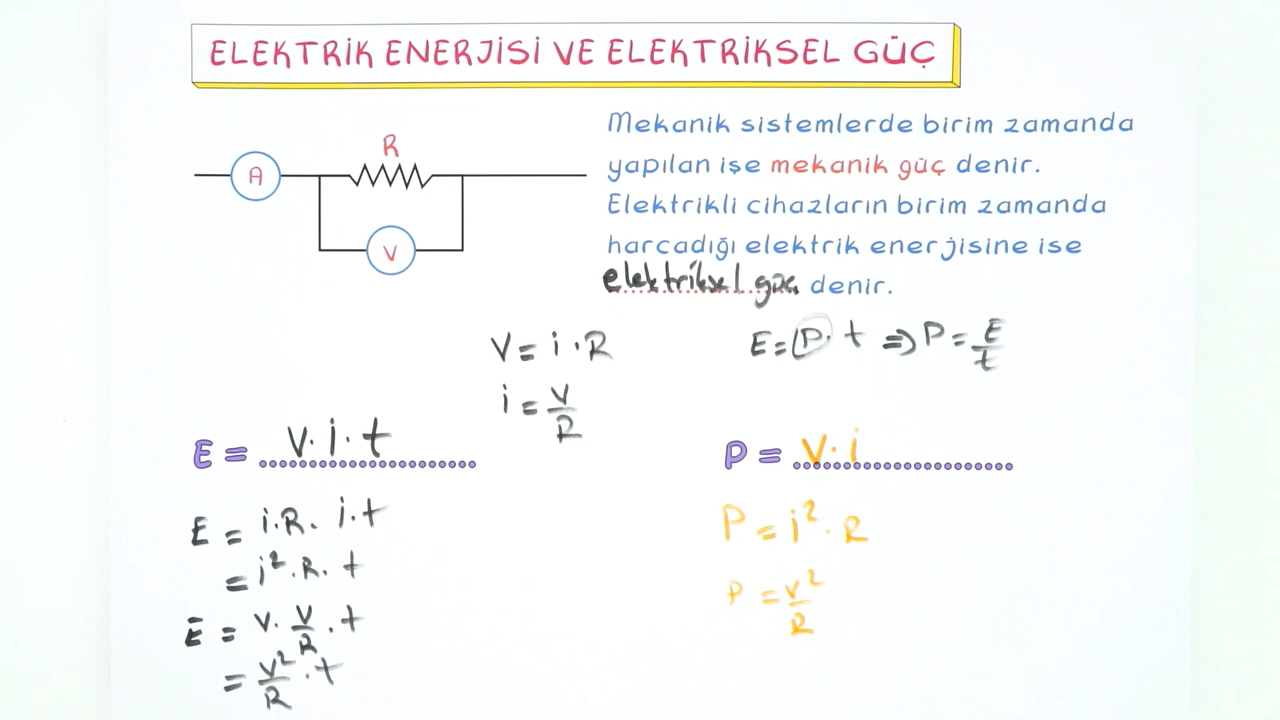 ELEKTRİK ENERJİSİ VE ELEKTRİKSEL GÜÇ
R
A
V
Mekanik sistemlerde birim zamanda
yapılan işe mekanik güç denir.
Elektrikli cihazların birim zamanda
harcadığı elektrik enerjisine ise
elektriksel güç denir.
V = i . R
i = V/R
E = P . t ⇒ P = E/t
E = V . i . t
E = i . R . i . t
= i² . R . t
E = V . V/R . t
= V²/R . t
P = V . i
P = i² . R
P = V²/R